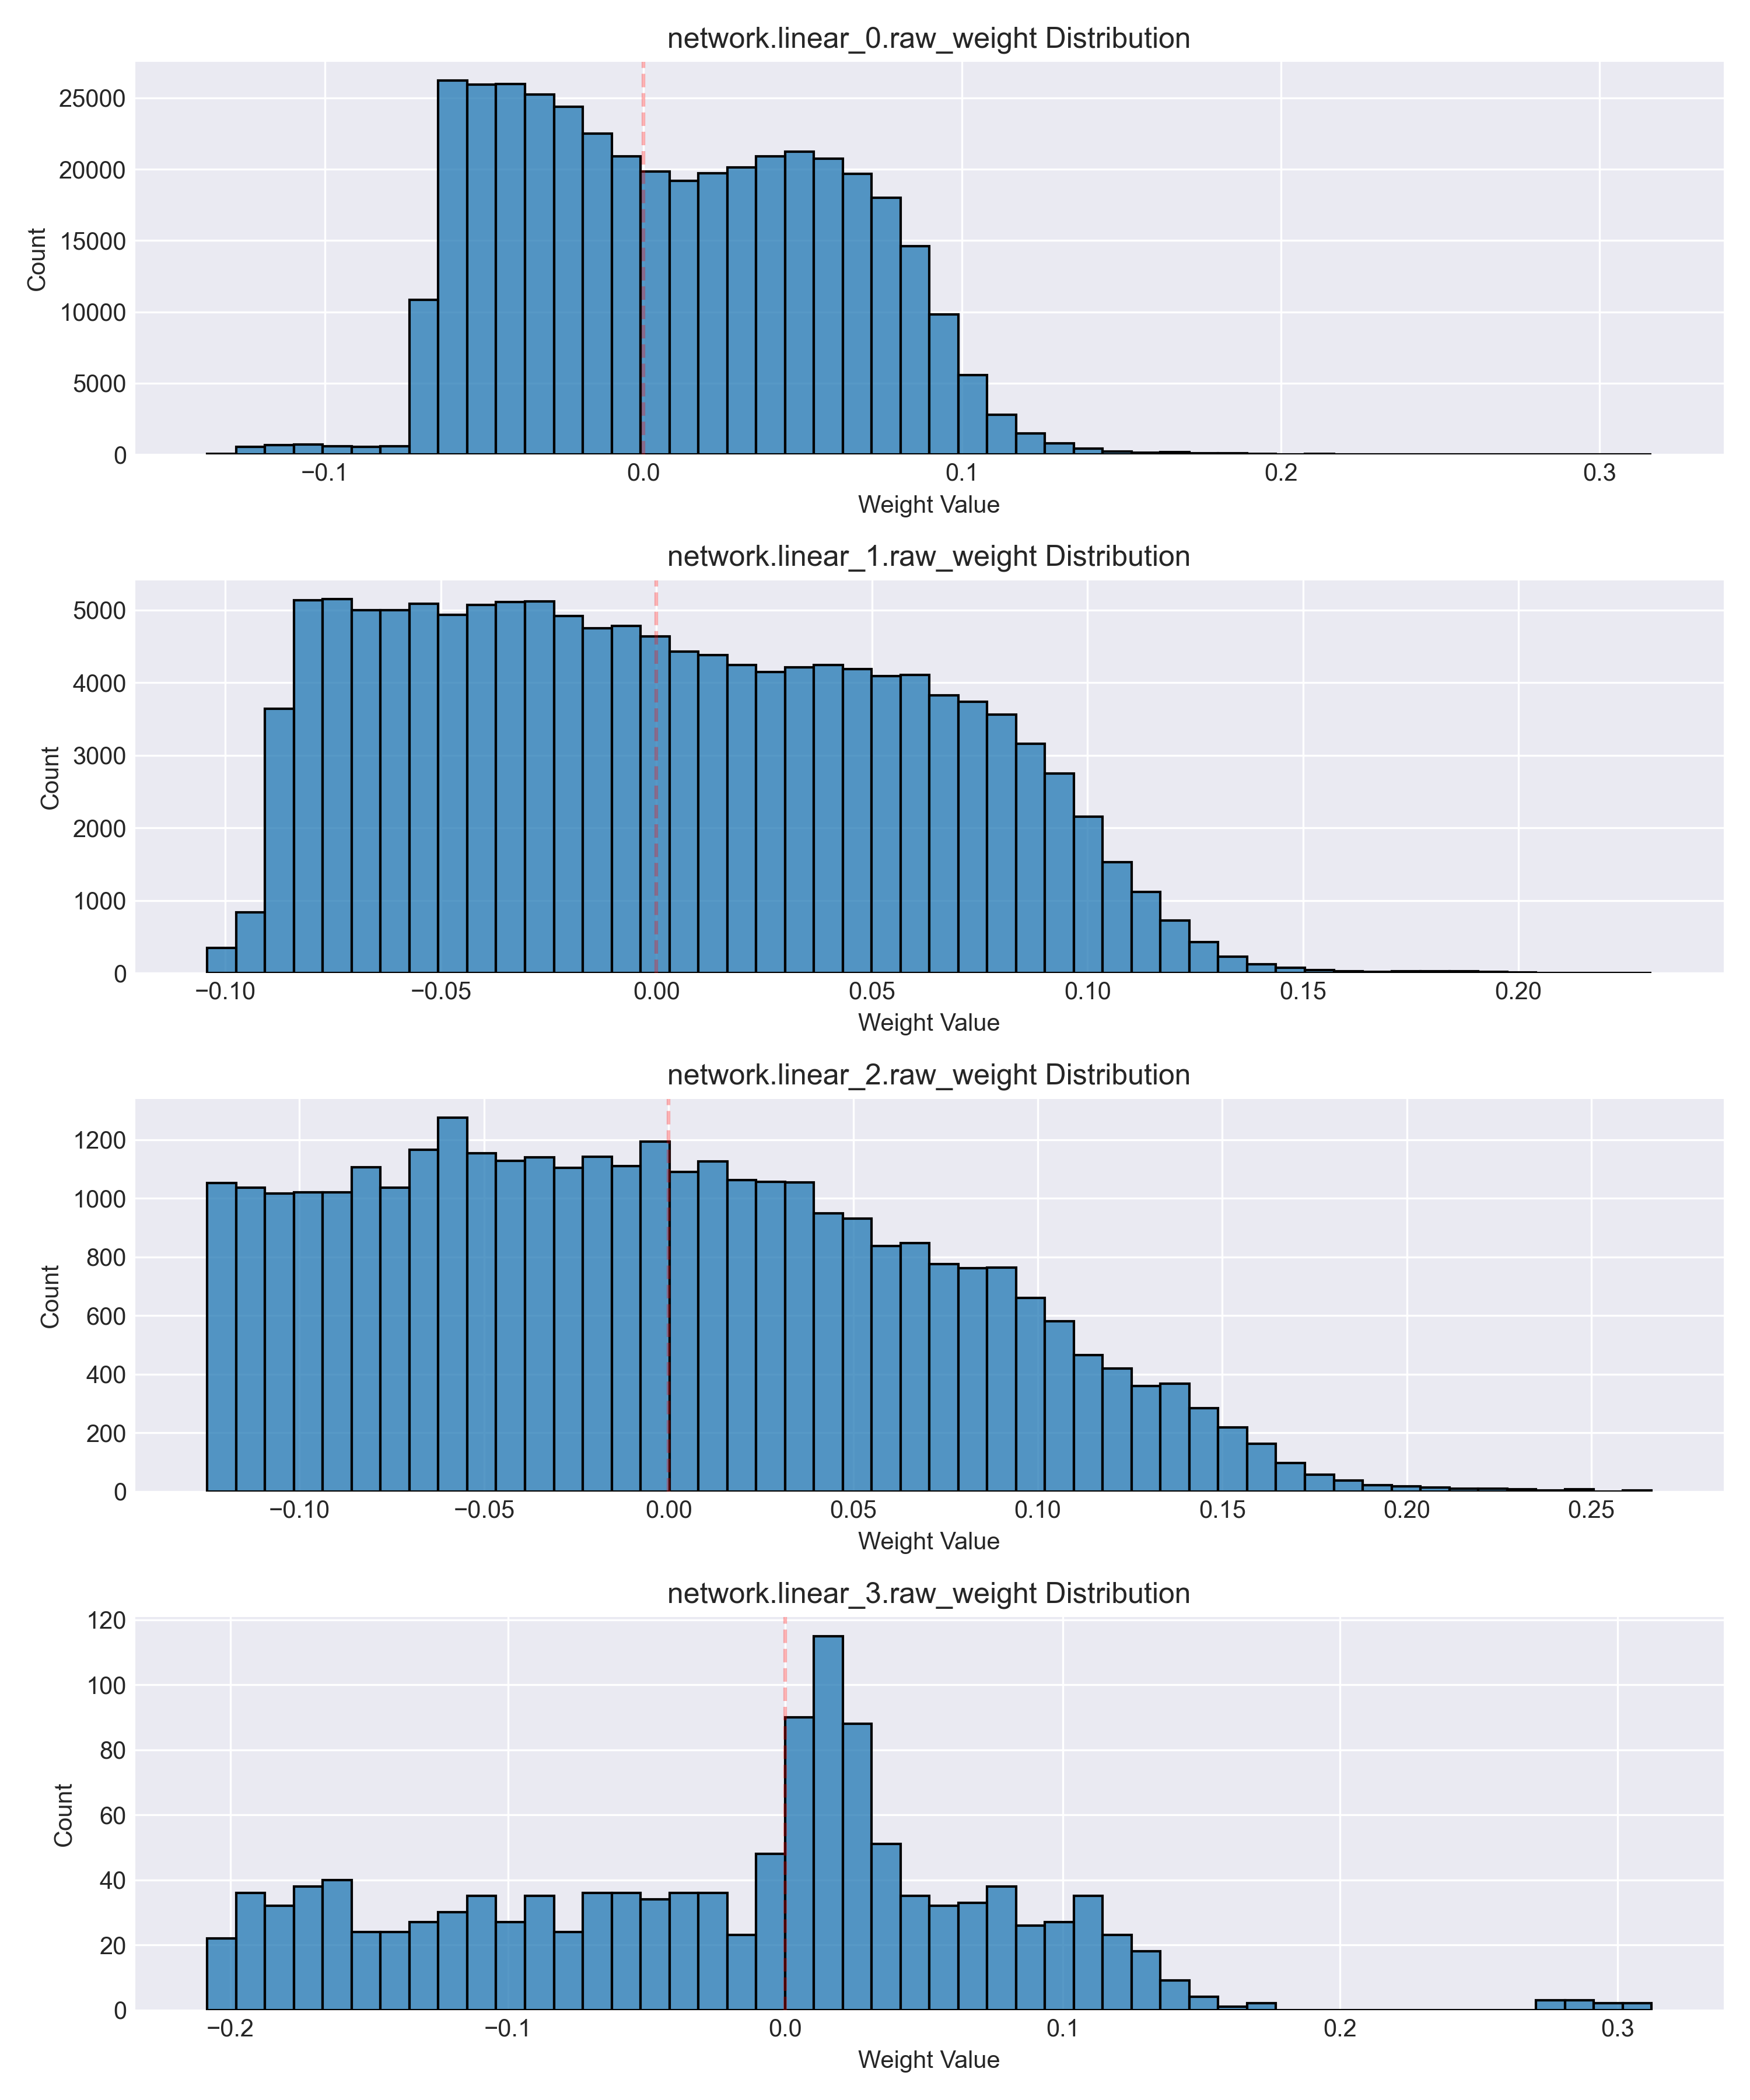 network.linear_0.raw_weight Distribution
25000
20000
15000
10000
5000
0
Count
−0.1 0.0 0.1 0.2 0.3
Weight Value
network.linear_1.raw_weight Distribution
5000
4000
3000
2000
1000
0
Count
−0.10 −0.05 0.00 0.05 0.10 0.15 0.20
Weight Value
network.linear_2.raw_weight Distribution
1200
1000
800
600
400
200
0
Count
−0.10 −0.05 0.00 0.05 0.10 0.15 0.20 0.25
Weight Value
network.linear_3.raw_weight Distribution
120
100
80
60
40
20
0
Count
−0.2 −0.1 0.0 0.1 0.2 0.3
Weight Value